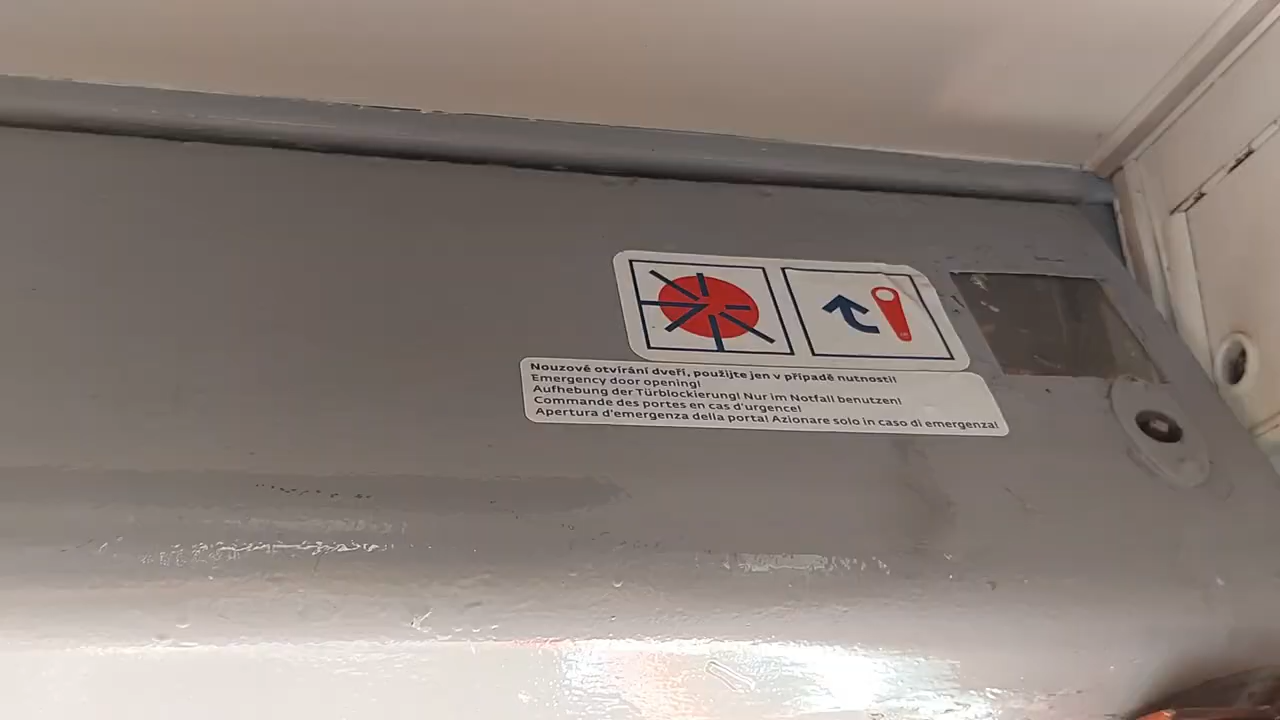 Nouzové otvírání dveří, použijte jen v případě nutnosti!
Emergency door opening!
Aufhebung der Türblockierung! Nur im Notfall benutzen!
Commande des portes en cas d'urgence!
Apertura d'emergenza della porta! Azionare solo in caso di emergenza!